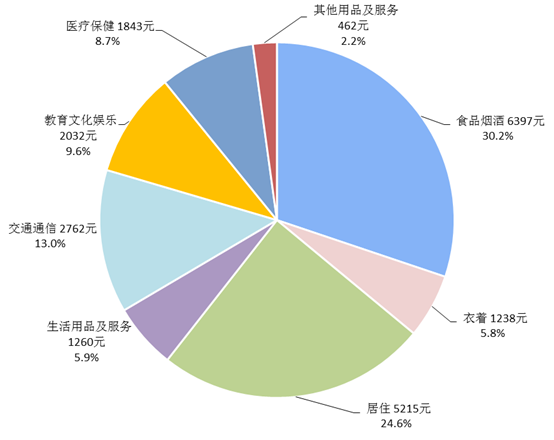 其他用品及服务
462元
2.2%
医疗保健 1843元
8.7%
食品烟酒 6397元
30.2%
教育文化娱乐
2032元
9.6%
交通通信 2762元
13.0%
衣着 1238元
5.8%
生活用品及服务
1260元
5.9%
居住 5215元
24.6%